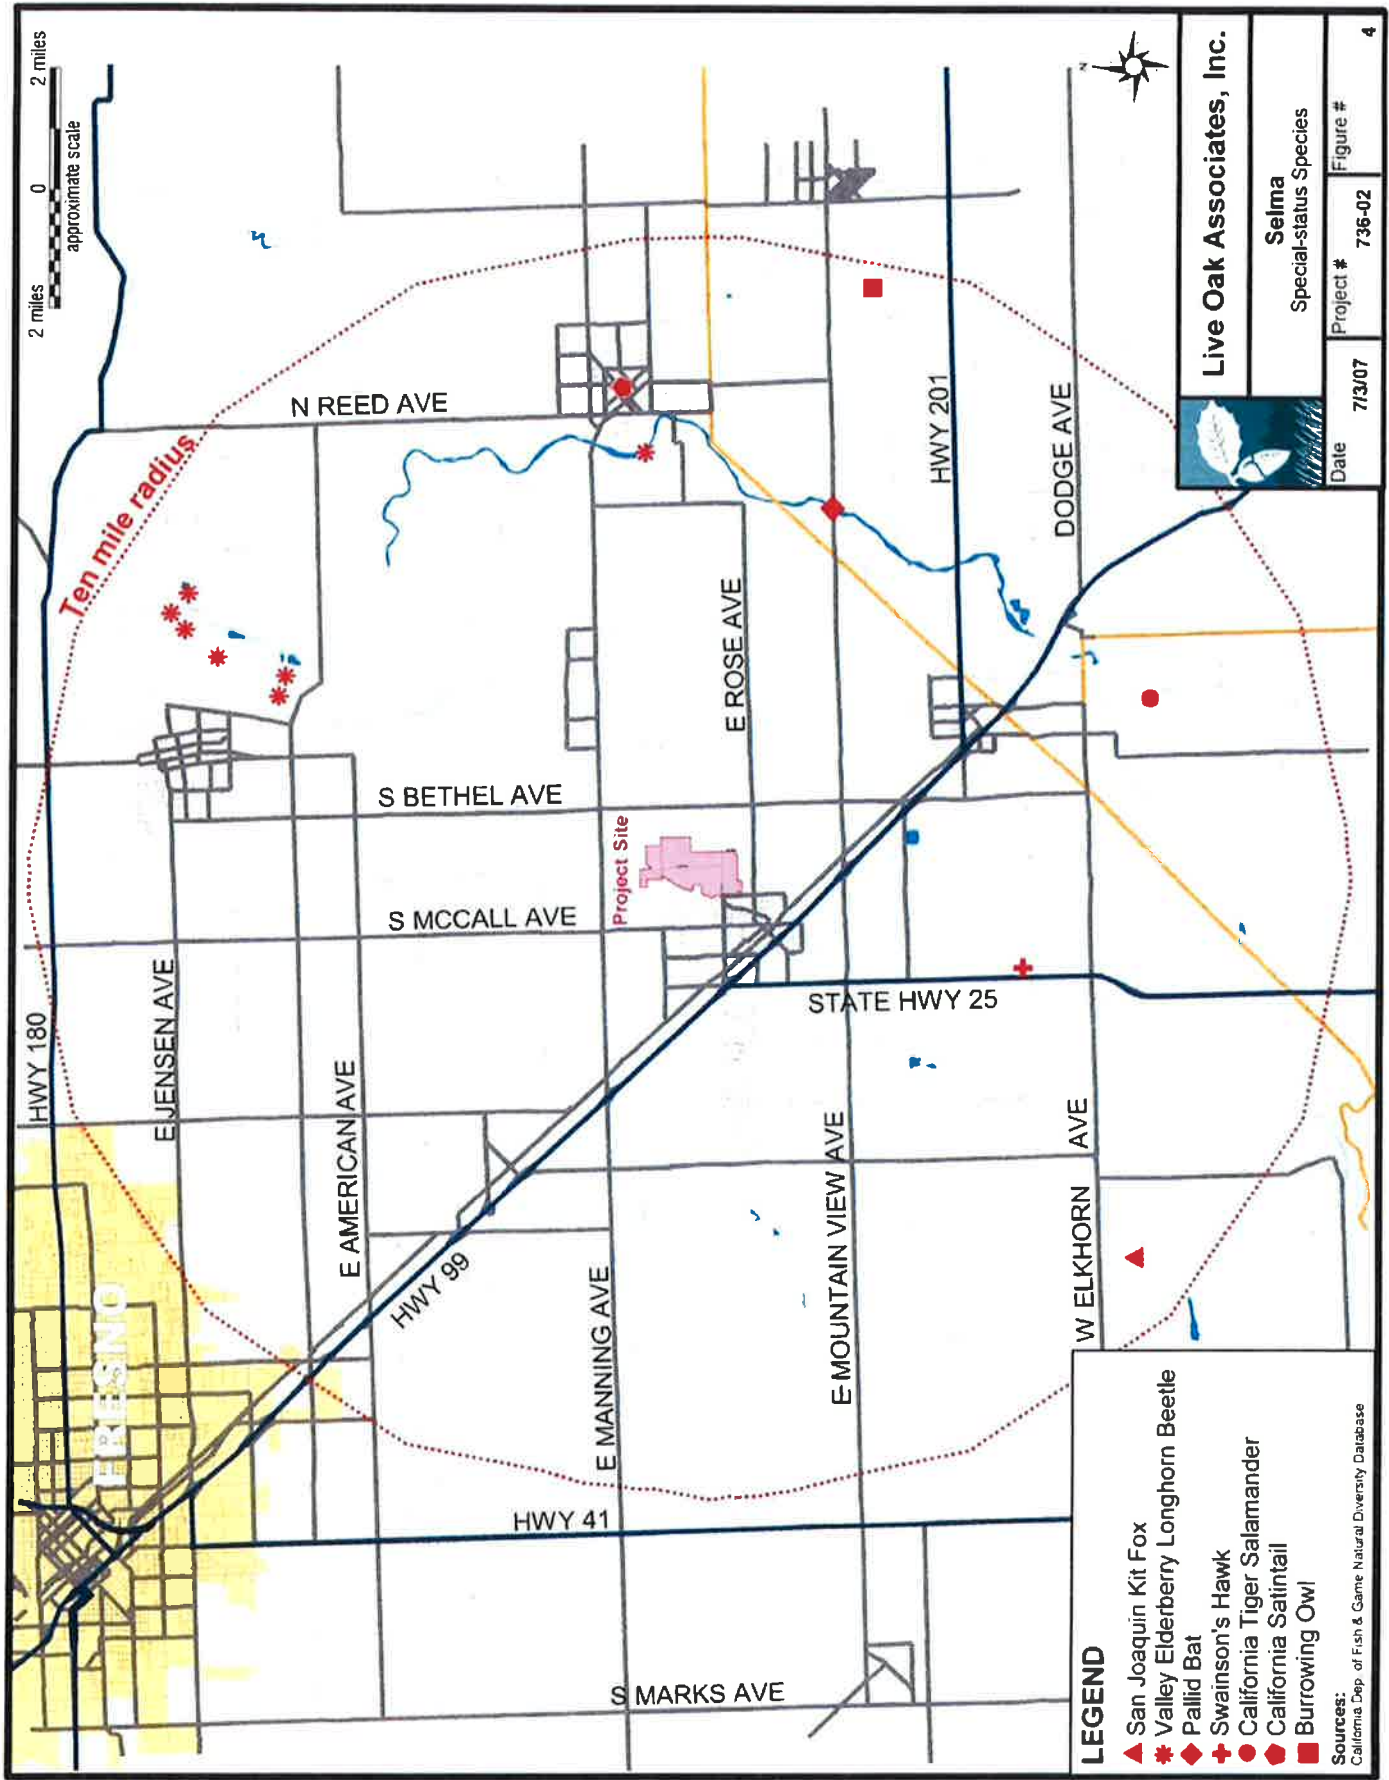 2 miles 0 2 miles
approximate scale
Ten mile radius
HWY 180
FRESNO
N REED AVE
E JENSEN AVE
E AMERICAN AVE
S BETHEL AVE
S MCCALL AVE
HWY 99
Project Site
E MANNING AVE
HWY 41
E ROSE AVE
S MARKS AVE
STATE HWY 25
E MOUNTAIN VIEW AVE
HWY 201
DODGE AVE
W ELKHORN AVE
N
LEGEND
San Joaquin Kit Fox
Valley Elderberry Longhorn Beetle
Pallid Bat
Swainson's Hawk
California Tiger Salamander
California Satintail
Burrowing Owl
Sources:
California Dep. of Fish & Game Natural Diversity Database
Live Oak Associates, Inc.
Selma
Special-status Species
Date Project # Figure #
7/3/07 736-02 4